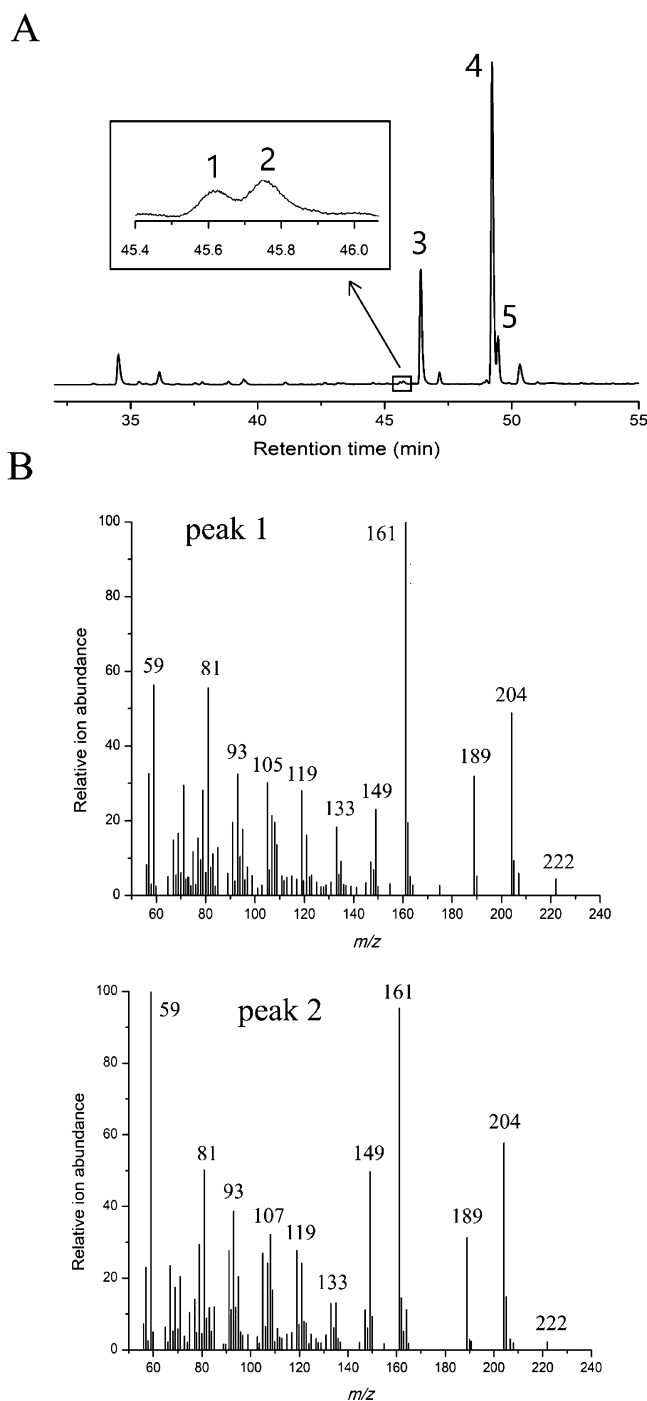 A
4
1 2
3
5
45.4 45.6 45.8 46.0
35 40 45 50 55
Retention time (min)
B
peak 1
100
80
60
40
20
0
Relative ion abundance
59
81
93
105
119
133
149
161
189
204
222
60 80 100 120 140 160 180 200 220 240
m/z
peak 2
100
80
60
40
20
0
Relative ion abundance
59
81
93
107
119
133
149
161
189
204
222
60 80 100 120 140 160 180 200 220 240
m/z